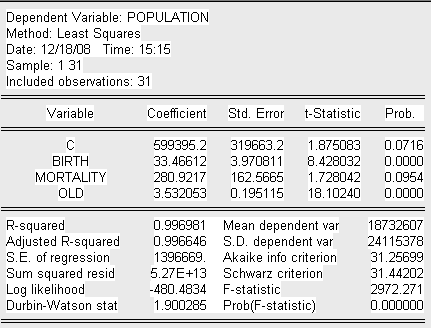 Dependent Variable: POPULATION
Method: Least Squares
Date: 12/18/08 Time: 15:15
Sample: 1 31
Included observations: 31
Variable Coefficient Std. Error t-Statistic Prob.
C 599395.2 319663.2 1.875083 0.0716
BIRTH 33.46612 3.970811 8.428032 0.0000
MORTALITY 280.9217 162.5665 1.728042 0.0954
OLD 3.532053 0.195115 18.10240 0.0000
R-squared 0.996981 Mean dependent var 18732607
Adjusted R-squared 0.996646 S.D. dependent var 24115378
S.E. of regression 1396669. Akaike info criterion 31.25699
Sum squared resid 5.27E+13 Schwarz criterion 31.44202
Log likelihood -480.4834 F-statistic 2972.271
Durbin-Watson stat 1.900285 Prob(F-statistic) 0.000000